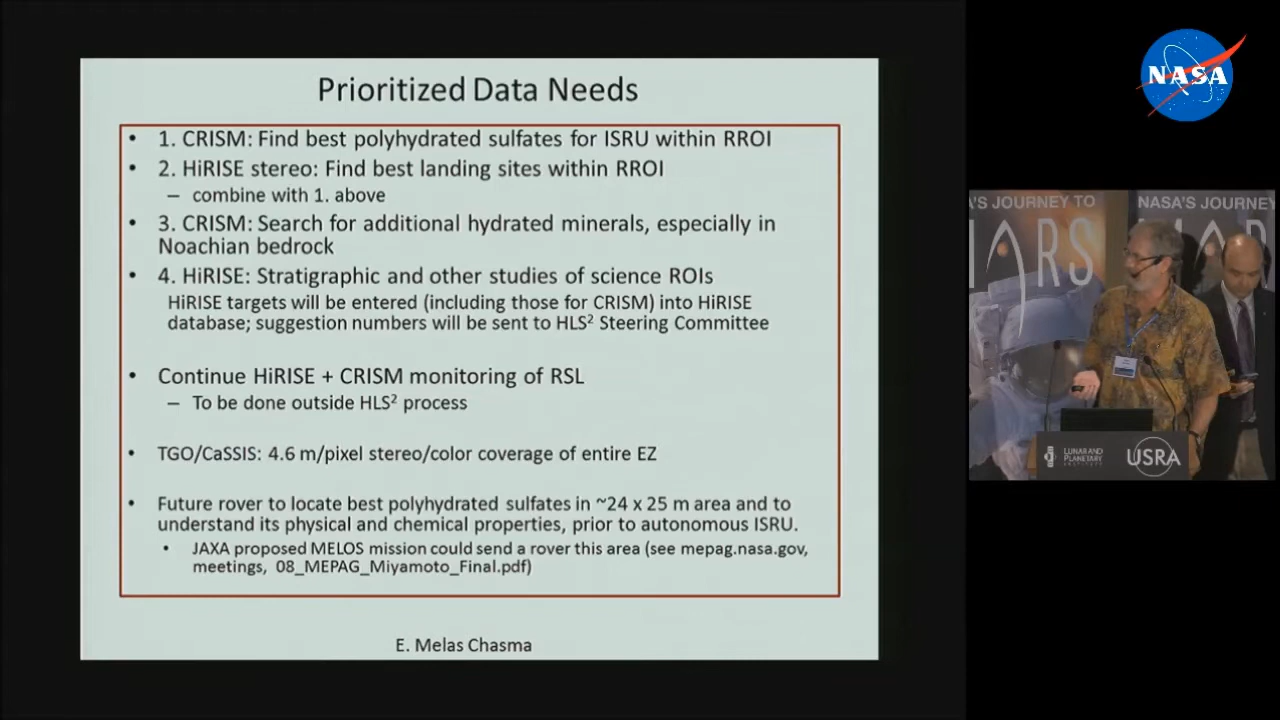 Prioritized Data Needs
• 1. CRISM: Find best polyhydrated sulfates for ISRU within RROI
• 2. HiRISE stereo: Find best landing sites within RROI
– combine with 1. above
• 3. CRISM: Search for additional hydrated minerals, especially in
Noachian bedrock
• 4. HiRISE: Stratigraphic and other studies of science ROIs
HiRISE targets will be entered (including those for CRISM) into HiRISE
database; suggestion numbers will be sent to HLS² Steering Committee
• Continue HiRISE + CRISM monitoring of RSL
– To be done outside HLS² process
• TGO/CaSSIS: 4.6 m/pixel stereo/color coverage of entire EZ
• Future rover to locate best polyhydrated sulfates in ~24 x 25 m area and to
understand its physical and chemical properties, prior to autonomous ISRU.
• JAXA proposed MELOS mission could send a rover this area (see mepag.nasa.gov,
meetings, 08_MEPAG_Miyamoto_Final.pdf)
E. Melas Chasma
NASA
A'S JOURNEY TO
ARS
NASA'S JOURNEY
LUNAR AND
PLANETARY
INSTITUTE
USRA